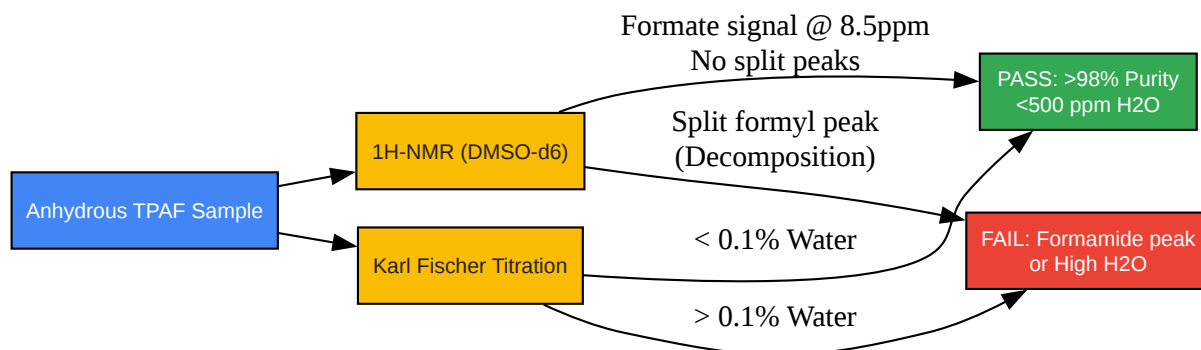 Formate signal @ 8.5ppm
No split peaks
PASS: >98% Purity
<500 ppm H2O
1H-NMR (DMSO-d6)
Split formyl peak
(Decomposition)
Anhydrous TPAF Sample
< 0.1% Water
FAIL: Formamide peak
or High H2O
Karl Fischer Titration
> 0.1% Water